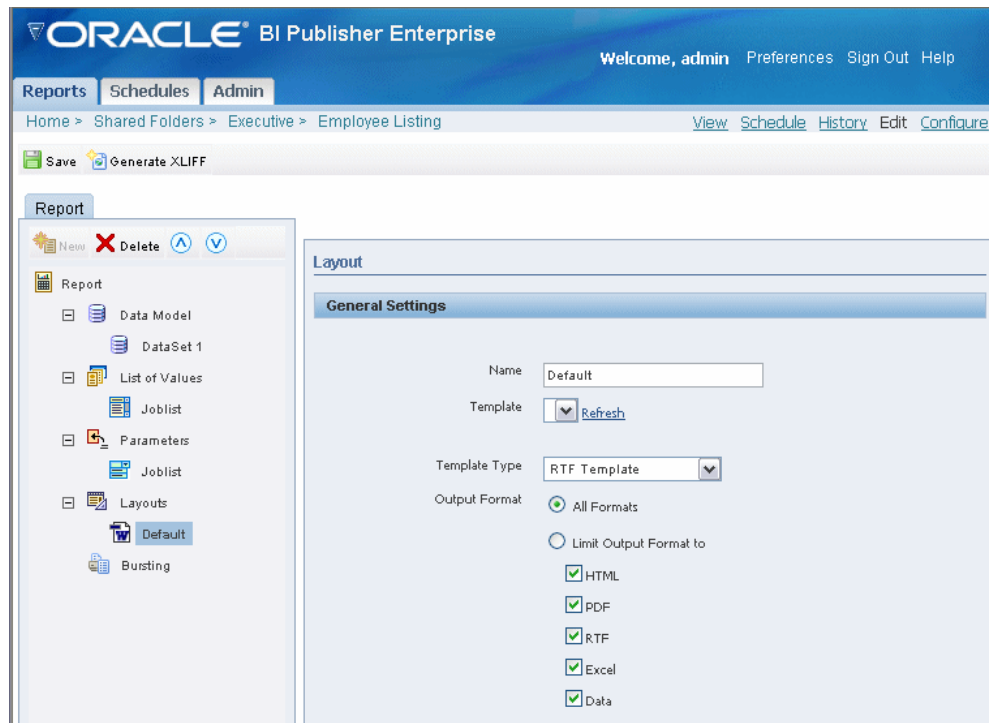 ORACLE BI Publisher Enterprise
Welcome, admin Preferences Sign Out Help
Reports Schedules Admin
Home > Shared Folders > Executive > Employee Listing View Schedule History Edit Configure
Save Generate XLIFF
Report
New Delete
Report
Data Model
DataSet 1
List of Values
Joblist
Parameters
Joblist
Layouts
Default
Bursting
Layout
General Settings
Name Default
Template Refresh
Template Type RTF Template
Output Format All Formats
Limit Output Format to
HTML
PDF
RTF
Excel
Data